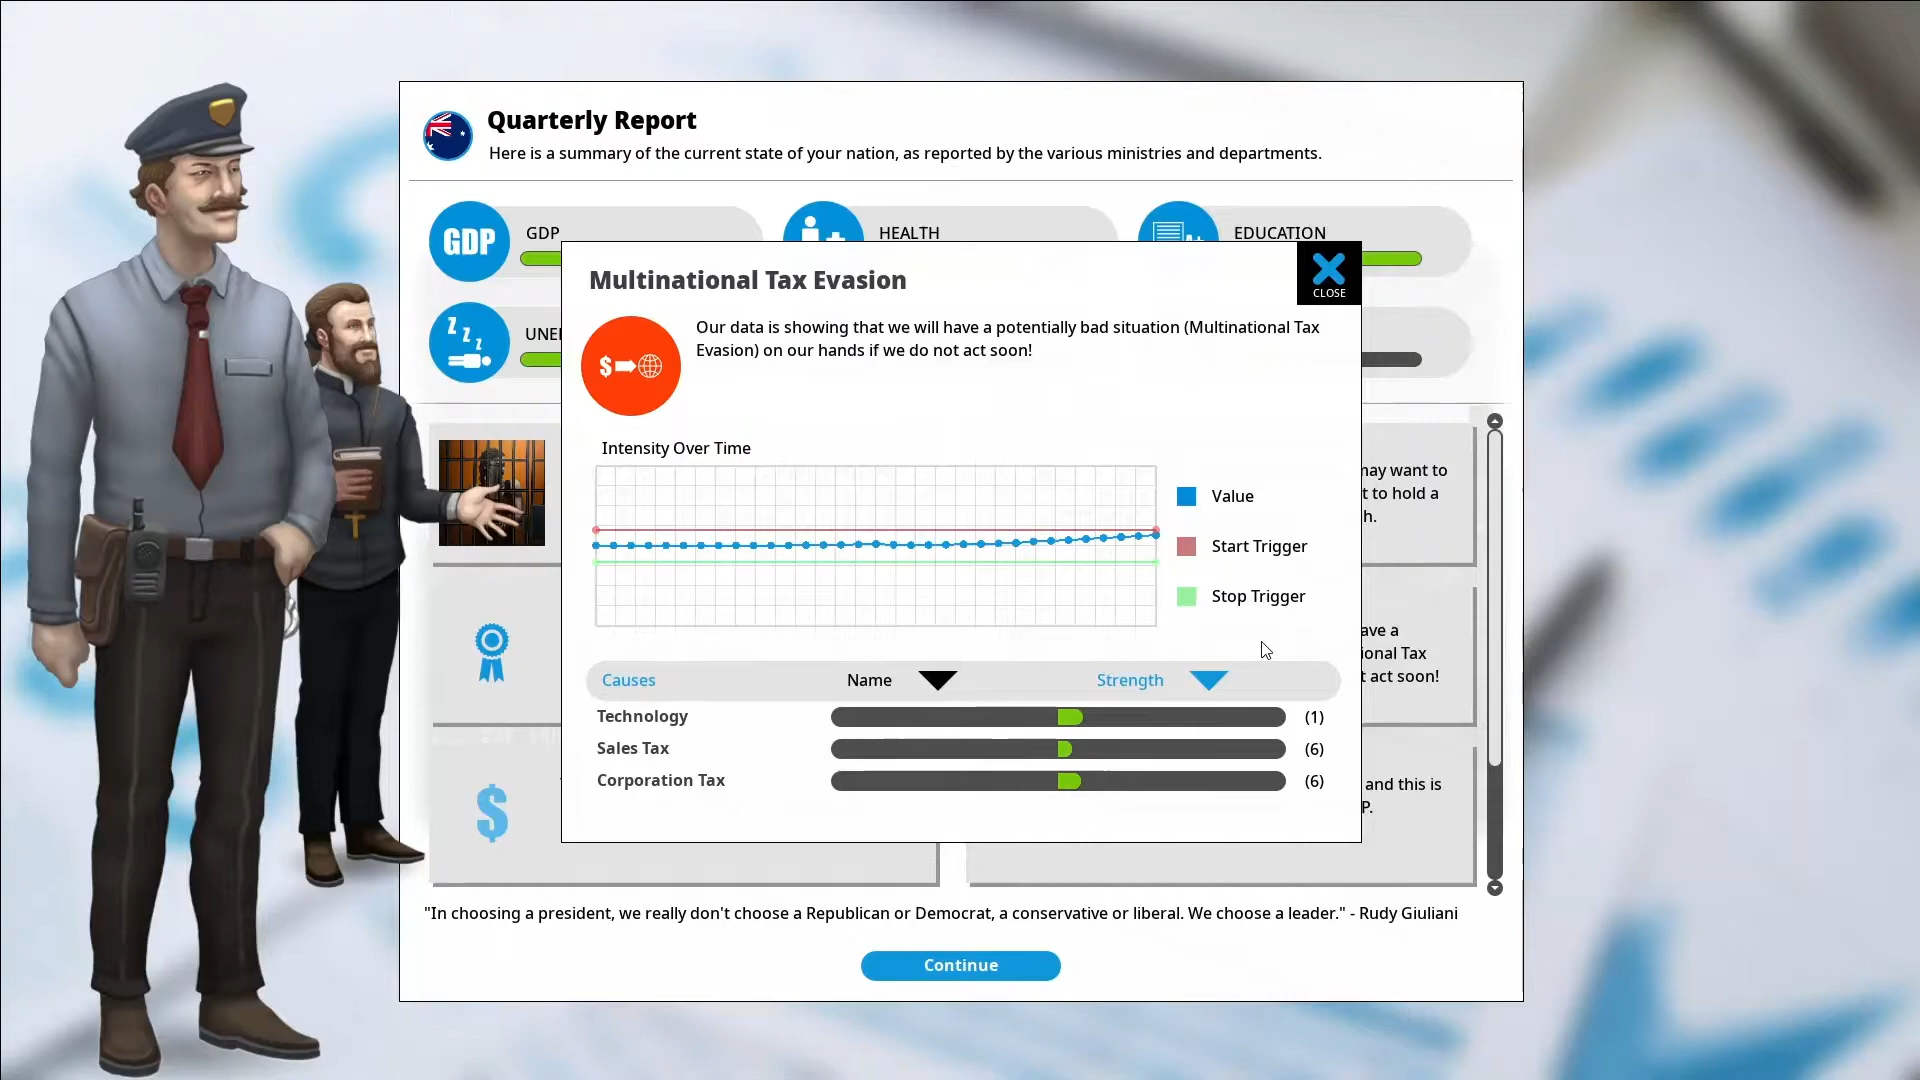 Quarterly Report
Here is a summary of the current state of your nation, as reported by the various ministries and departments.
GDP
GDP
HEALTH
EDUCATION
Z
Z
Z
Multinational Tax Evasion
CLOSE
$
Our data is showing that we will have a potentially bad situation (Multinational Tax
Evasion) on our hands if we do not act soon!
Intensity Over Time
Value
Start Trigger
Stop Trigger
may want to
t to hold a
ave a
ional Tax
t act soon!
Causes
Name
Strength
Technology
(1)
Sales Tax
(6)
Corporation Tax
(6)
$
and this is
"In choosing a president, we really don't choose a Republican or Democrat, a conservative or liberal. We choose a leader." - Rudy Giuliani
Continue